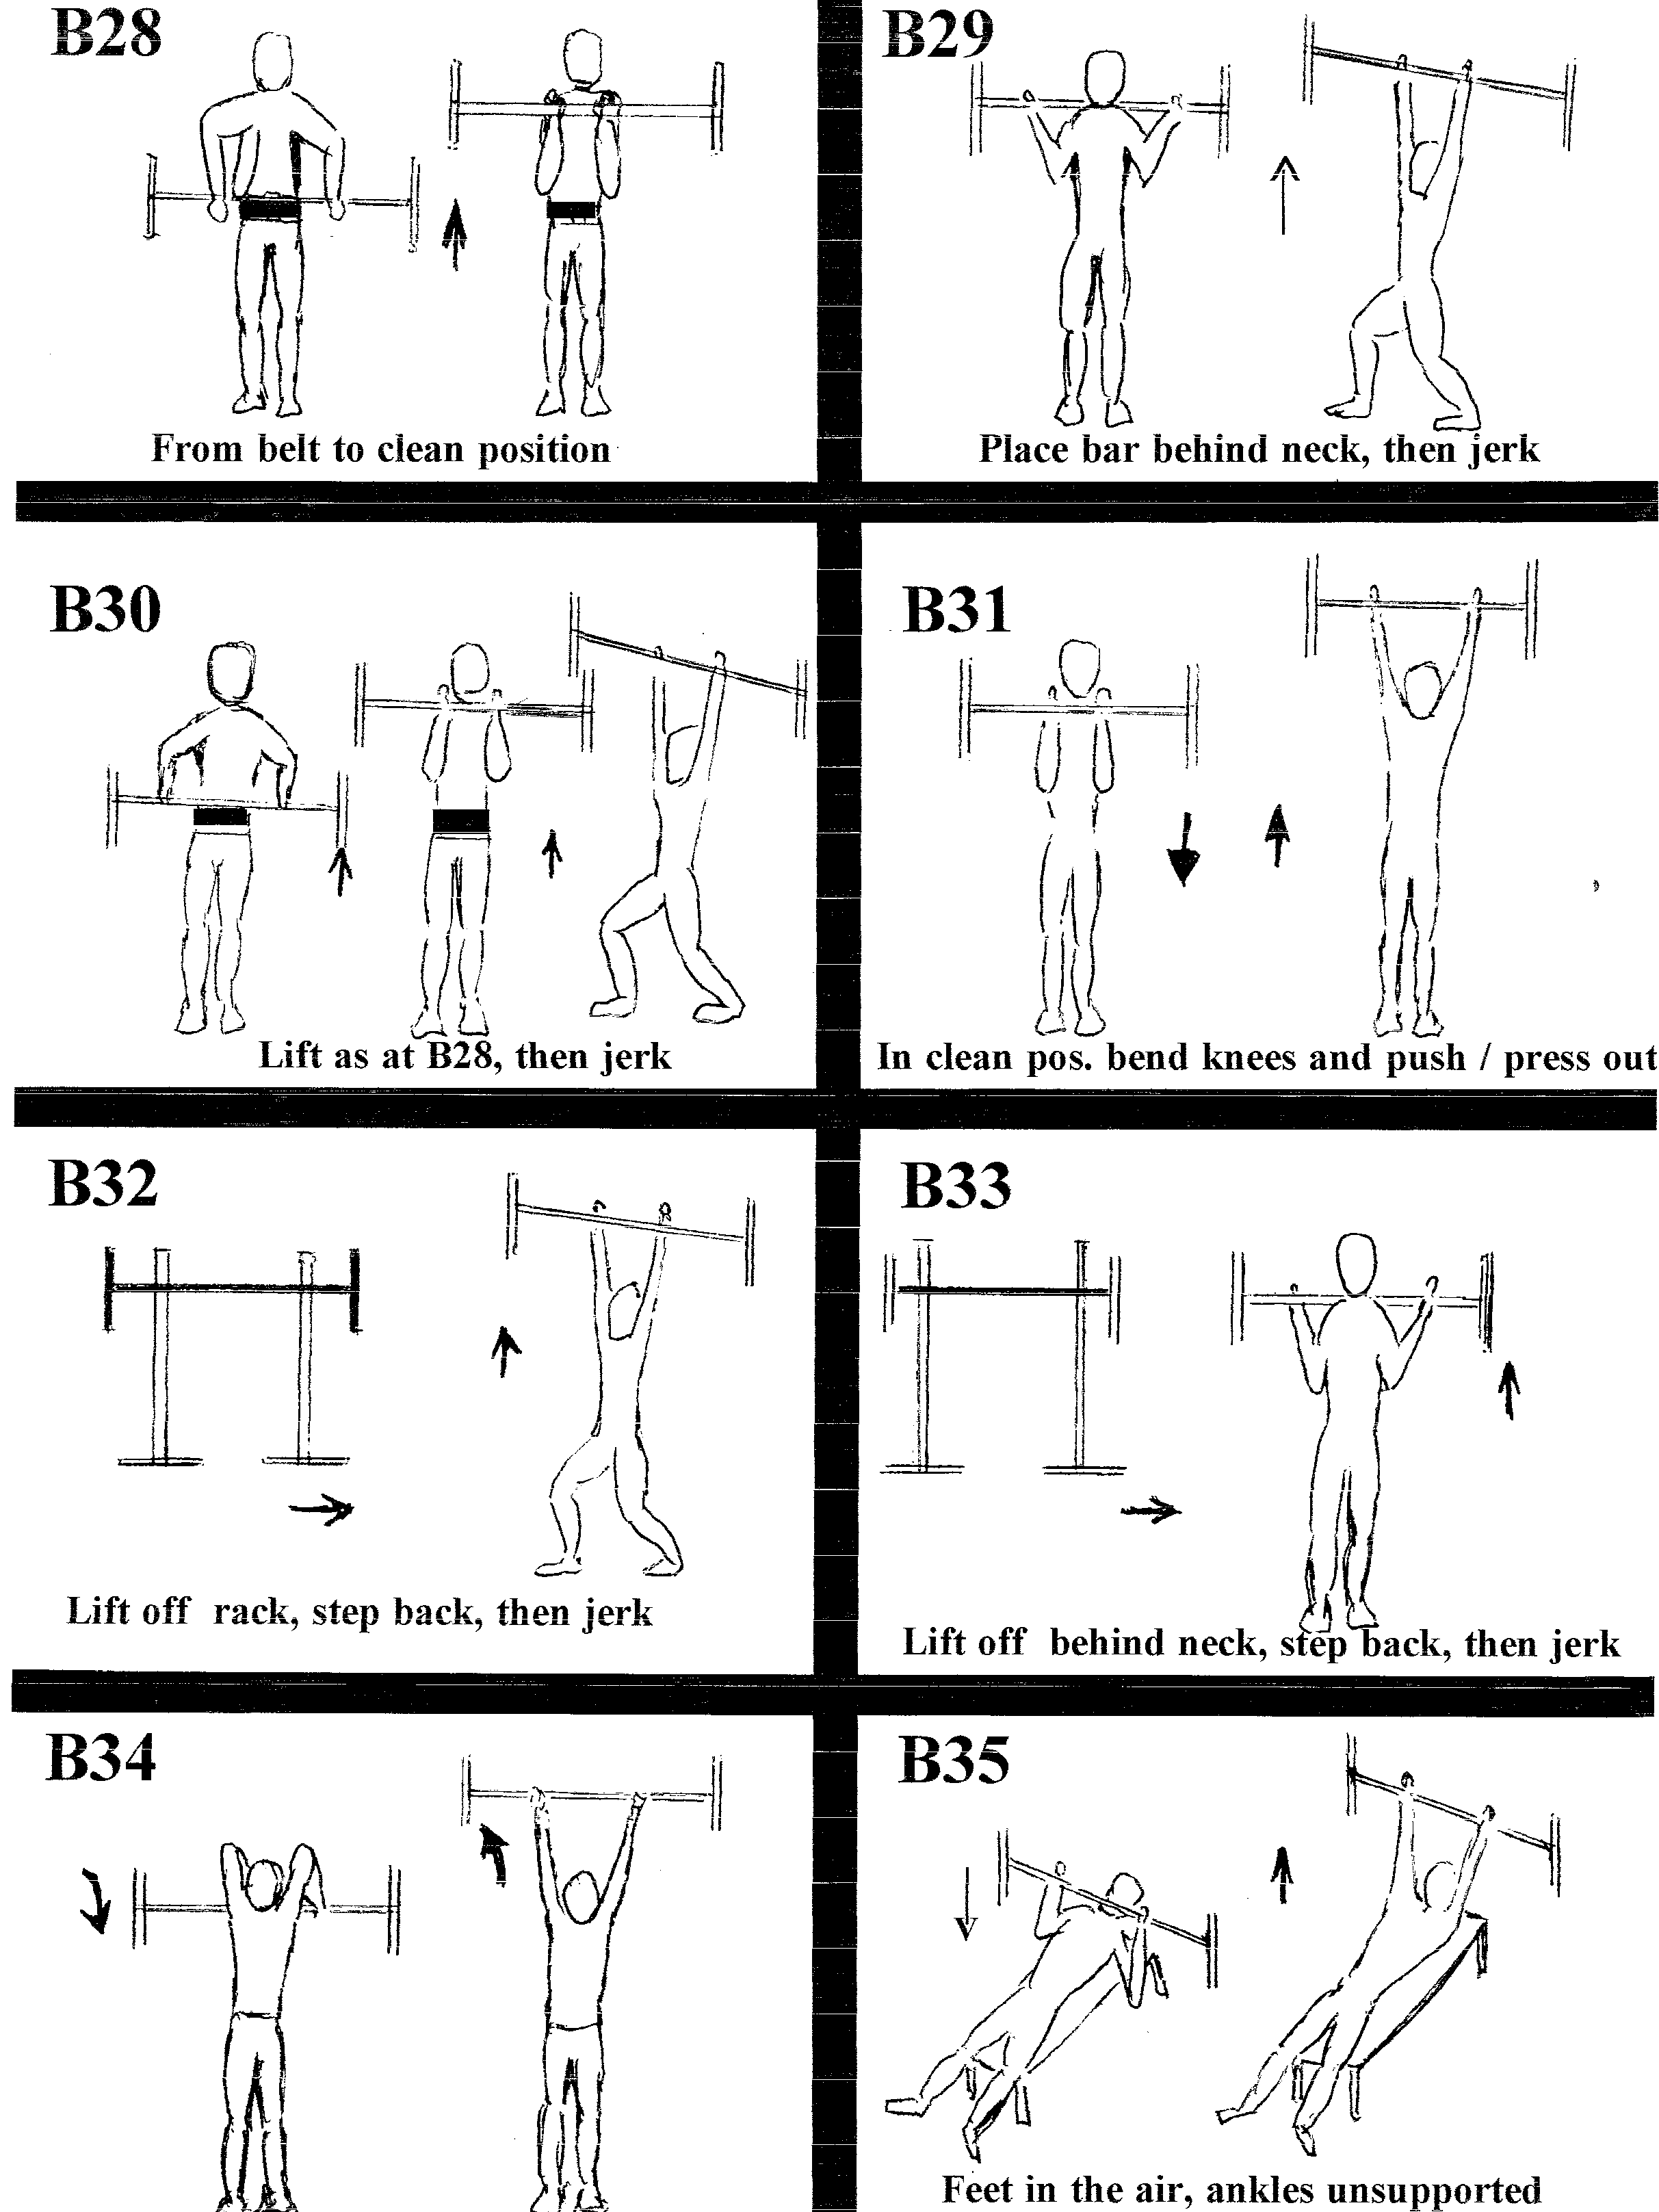 B28
From belt to clean position
B29
Place bar behind neck, then jerk
B30
Lift as at B28, then jerk
B31
In clean pos. bend knees and push / press out
B32
Lift off rack, step back, then jerk
B33
Lift off behind neck, step back, then jerk
B34
B35
Feet in the air, ankles unsupported